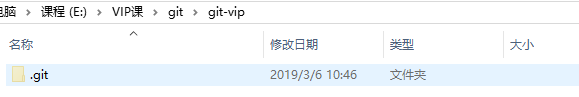 电脑 > 课程 (E:) > VIP课 > git > git-vip
名称 修改日期 类型 大小
.git 2019/3/6 10:46 文件夹